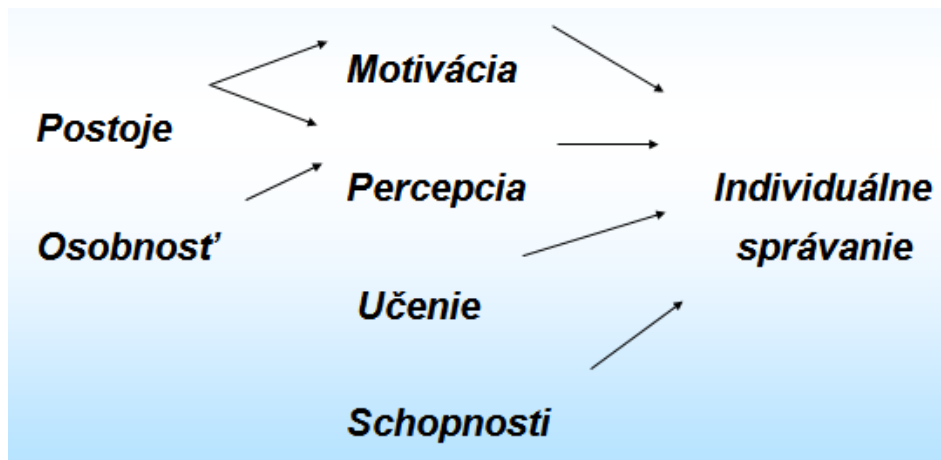 Motivácia
Postoje
Percepcia
Individuálne
Osobnosť
správanie
Učenie
Schopnosti